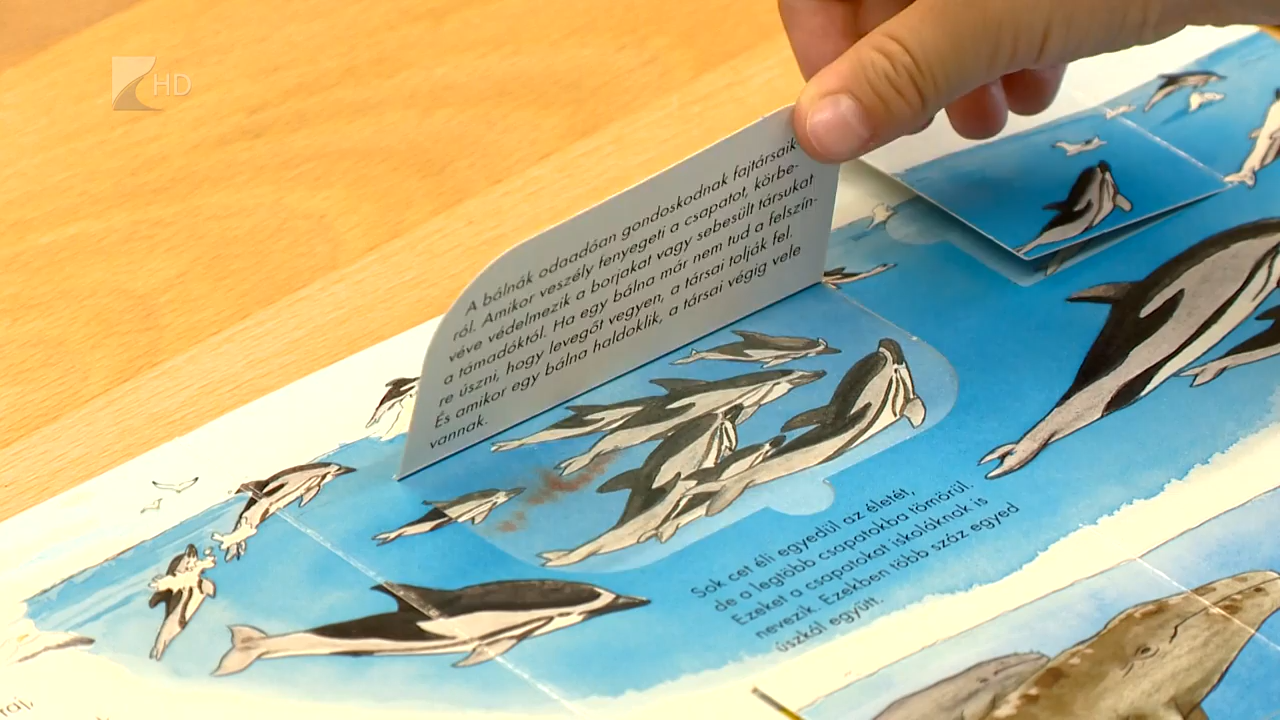 HD
A bálnák odaadóan gondoskodnak fajtársaik-
ról. Amikor veszély fenyegeti a csapatot, körbe-
véve védelmezik a borjakat vagy sebesült társukat
a támadóktól. Ha egy bálna már nem tud a felszín-
re úszni, hogy levegőt vegyen, a társai tolják fel.
És amikor egy bálna haldoklik, a társai végig vele
vannak.
Sok cet éli egyedül az életét,
de a legtöbb csapatokba tömörül.
Ezeket a csapatokat iskoláknak is
nevezik. Ezekben több száz egyed
úszkál együtt.